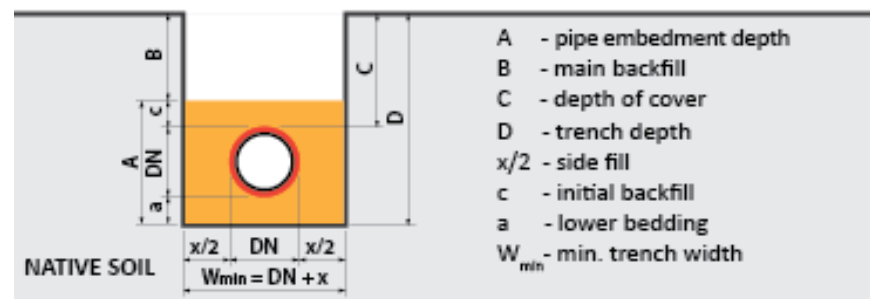 B
c
A
DN
a
C
D
x/2 DN x/2
Wmin = DN + x
NATIVE SOIL
A - pipe embedment depth
B - main backfill
C - depth of cover
D - trench depth
x/2 - side fill
c - initial backfill
a - lower bedding
Wmin- min. trench width